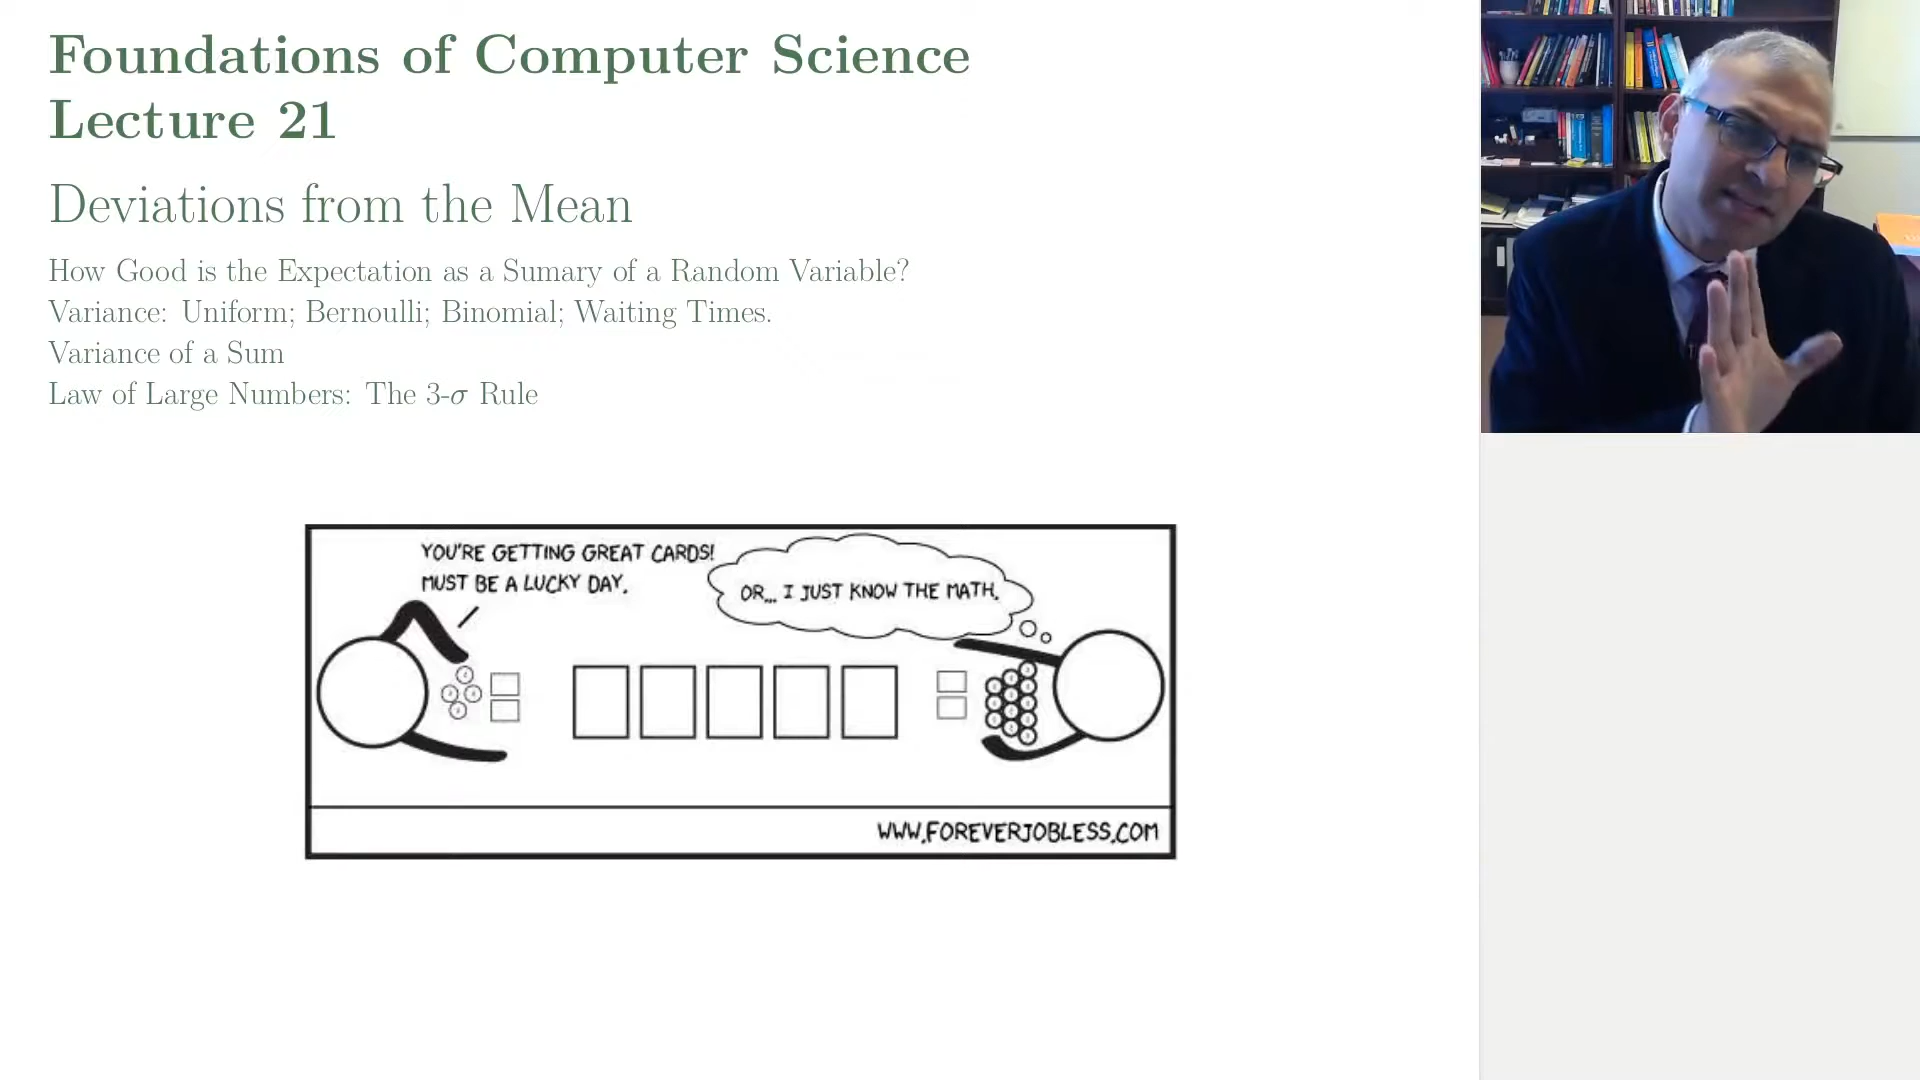 Foundations of Computer Science
Lecture 21
Deviations from the Mean
How Good is the Expectation as a Sumary of a Random Variable?
Variance: Uniform; Bernoulli; Binomial; Waiting Times.
Variance of a Sum
Law of Large Numbers: The 3-σ Rule
YOU'RE GETTING GREAT CARDS!
MUST BE A LUCKY DAY.
OR... I JUST KNOW THE MATH.
WWW.FOREVERJOBLESS.COM